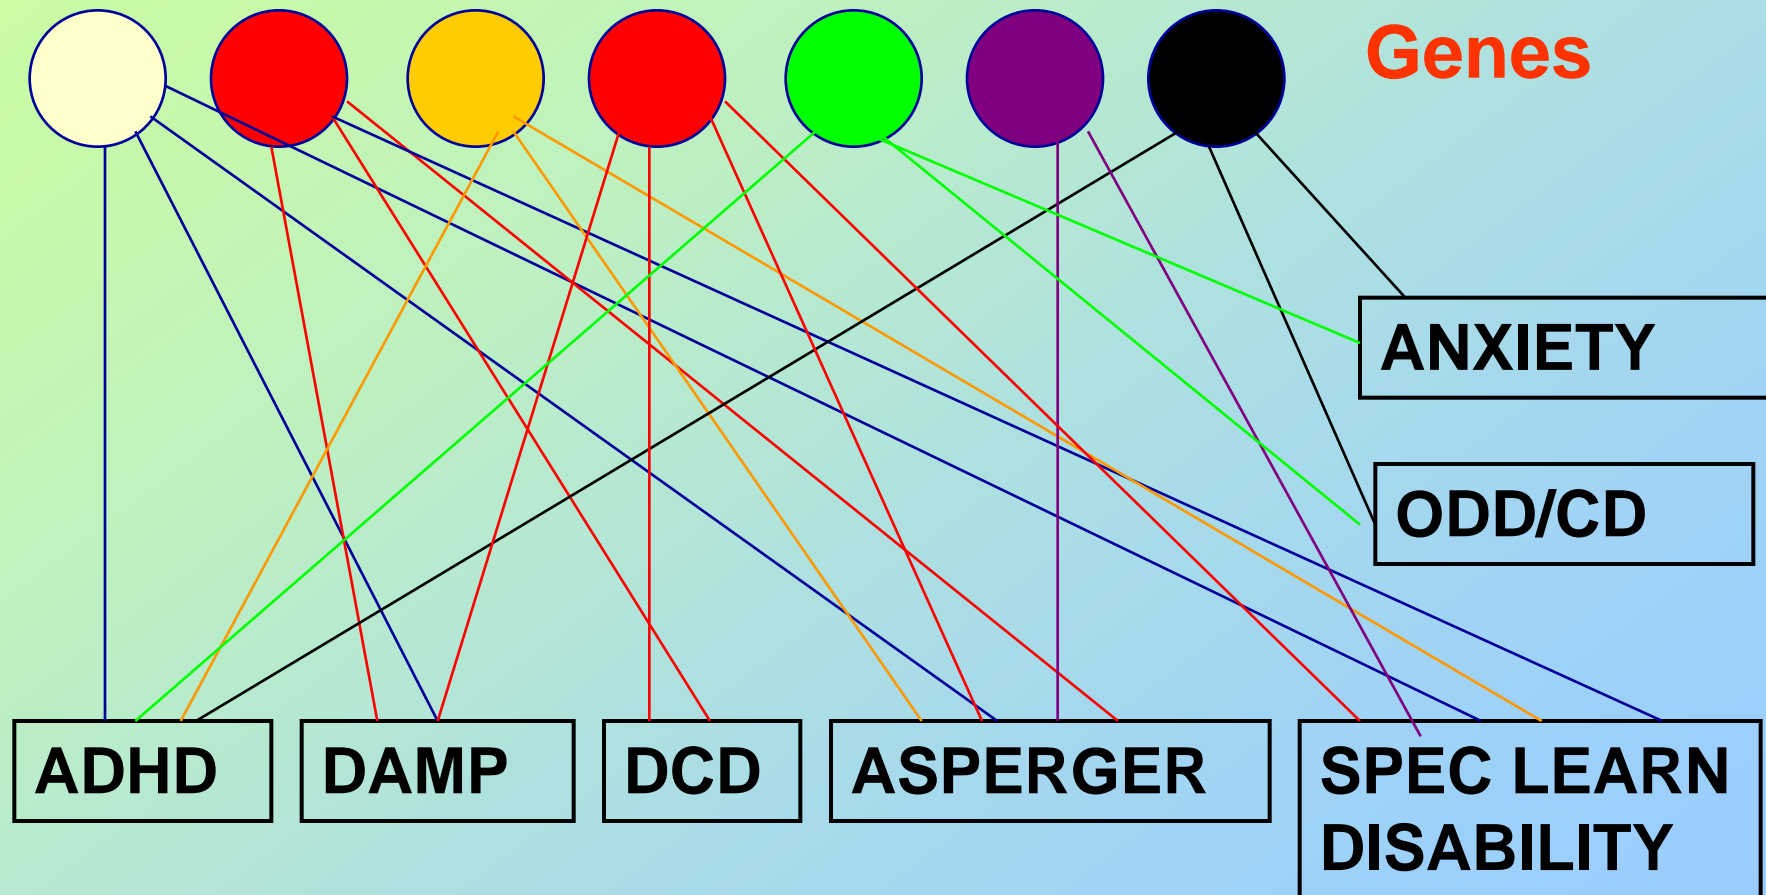 Genes
ANXIETY
ODD/CD
ADHD
DAMP
DCD
ASPERGER
SPEC LEARN
DISABILITY